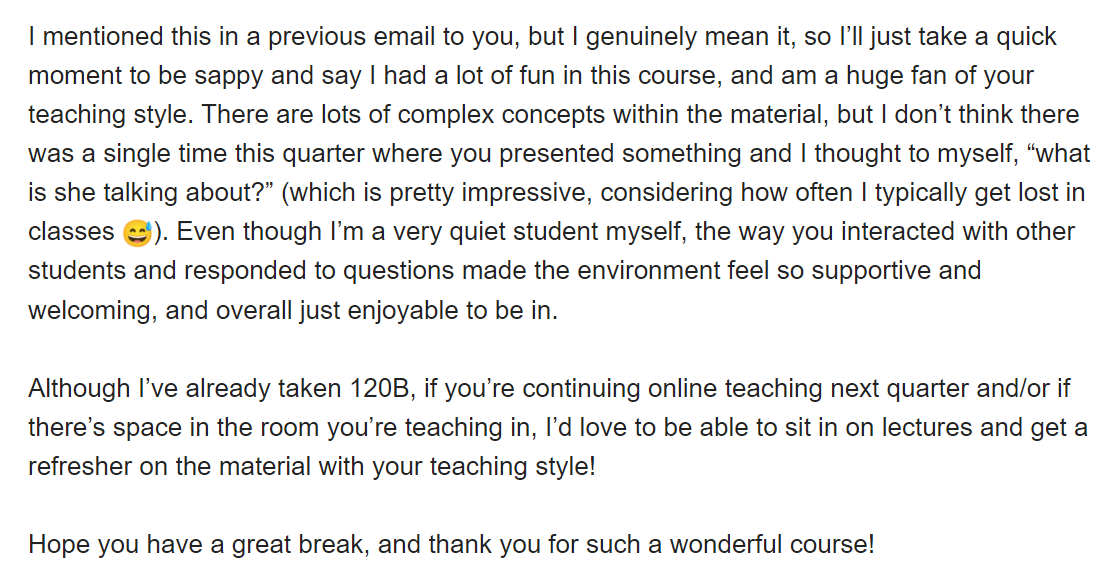 I mentioned this in a previous email to you, but I genuinely mean it, so I’ll just take a quick
moment to be sappy and say I had a lot of fun in this course, and am a huge fan of your
teaching style. There are lots of complex concepts within the material, but I don’t think there
was a single time this quarter where you presented something and I thought to myself, “what
is she talking about?” (which is pretty impressive, considering how often I typically get lost in
classes 😅). Even though I’m a very quiet student myself, the way you interacted with other
students and responded to questions made the environment feel so supportive and
welcoming, and overall just enjoyable to be in.
Although I’ve already taken 120B, if you’re continuing online teaching next quarter and/or if
there’s space in the room you’re teaching in, I’d love to be able to sit in on lectures and get a
refresher on the material with your teaching style!
Hope you have a great break, and thank you for such a wonderful course!